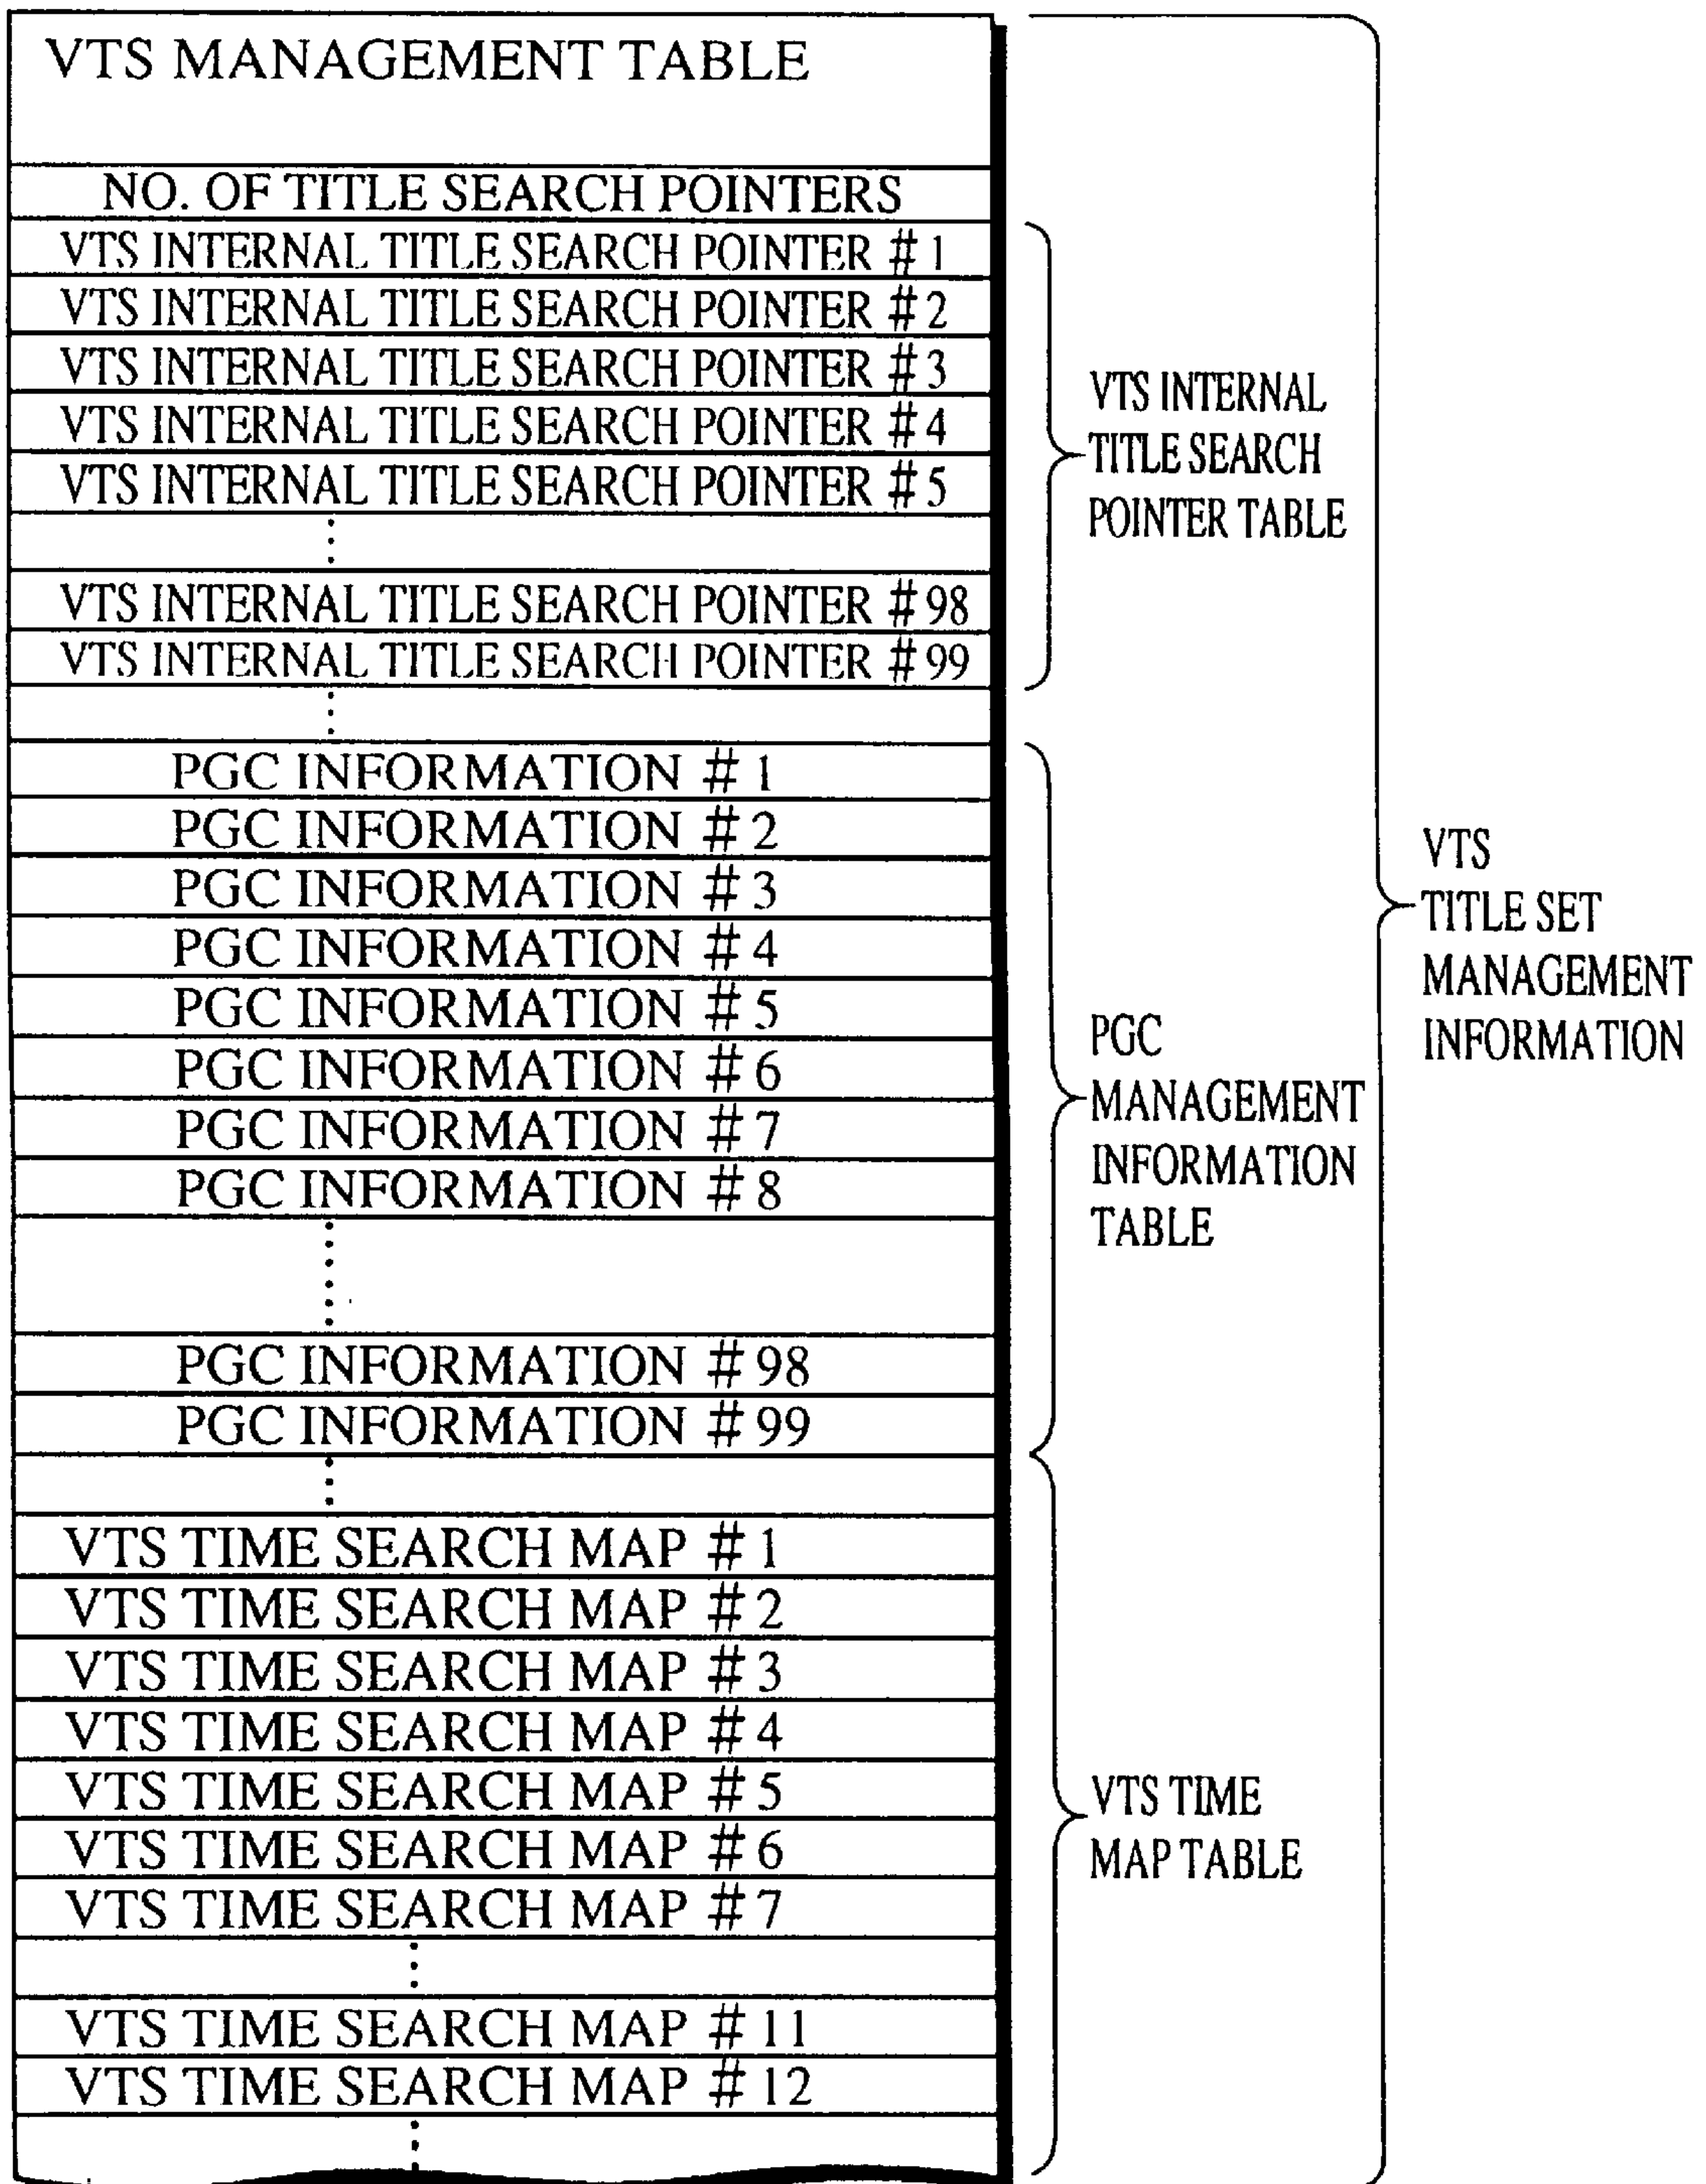 VTS MANAGEMENT TABLE
NO. OF TITLE SEARCH POINTERS
VTS INTERNAL TITLE SEARCH POINTER #1
VTS INTERNAL TITLE SEARCH POINTER #2
VTS INTERNAL TITLE SEARCH POINTER #3
VTS INTERNAL TITLE SEARCH POINTER #4
VTS INTERNAL TITLE SEARCH POINTER #5
VTS INTERNAL TITLE SEARCH POINTER #98
VTS INTERNAL TITLE SEARCH POINTER #99
VTS INTERNAL
TITLE SEARCH
POINTER TABLE
PGC INFORMATION #1
PGC INFORMATION #2
PGC INFORMATION #3
PGC INFORMATION #4
PGC INFORMATION #5
PGC INFORMATION #6
PGC INFORMATION #7
PGC INFORMATION #8
PGC INFORMATION #98
PGC INFORMATION #99
PGC
MANAGEMENT
INFORMATION
TABLE
VTS TIME SEARCH MAP #1
VTS TIME SEARCH MAP #2
VTS TIME SEARCH MAP #3
VTS TIME SEARCH MAP #4
VTS TIME SEARCH MAP #5
VTS TIME SEARCH MAP #6
VTS TIME SEARCH MAP #7
VTS TIME SEARCH MAP #11
VTS TIME SEARCH MAP #12
VTS TIME
MAP TABLE
VTS
TITLE SET
MANAGEMENT
INFORMATION